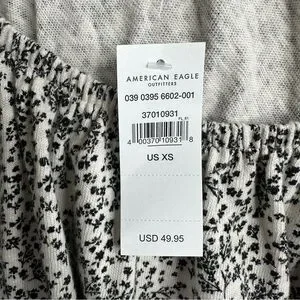 AMERICAN EAGLE
OUTFITTERS
039 0395 6602-001
37010931
4 00370 10931 8
US XS
USD 49.95